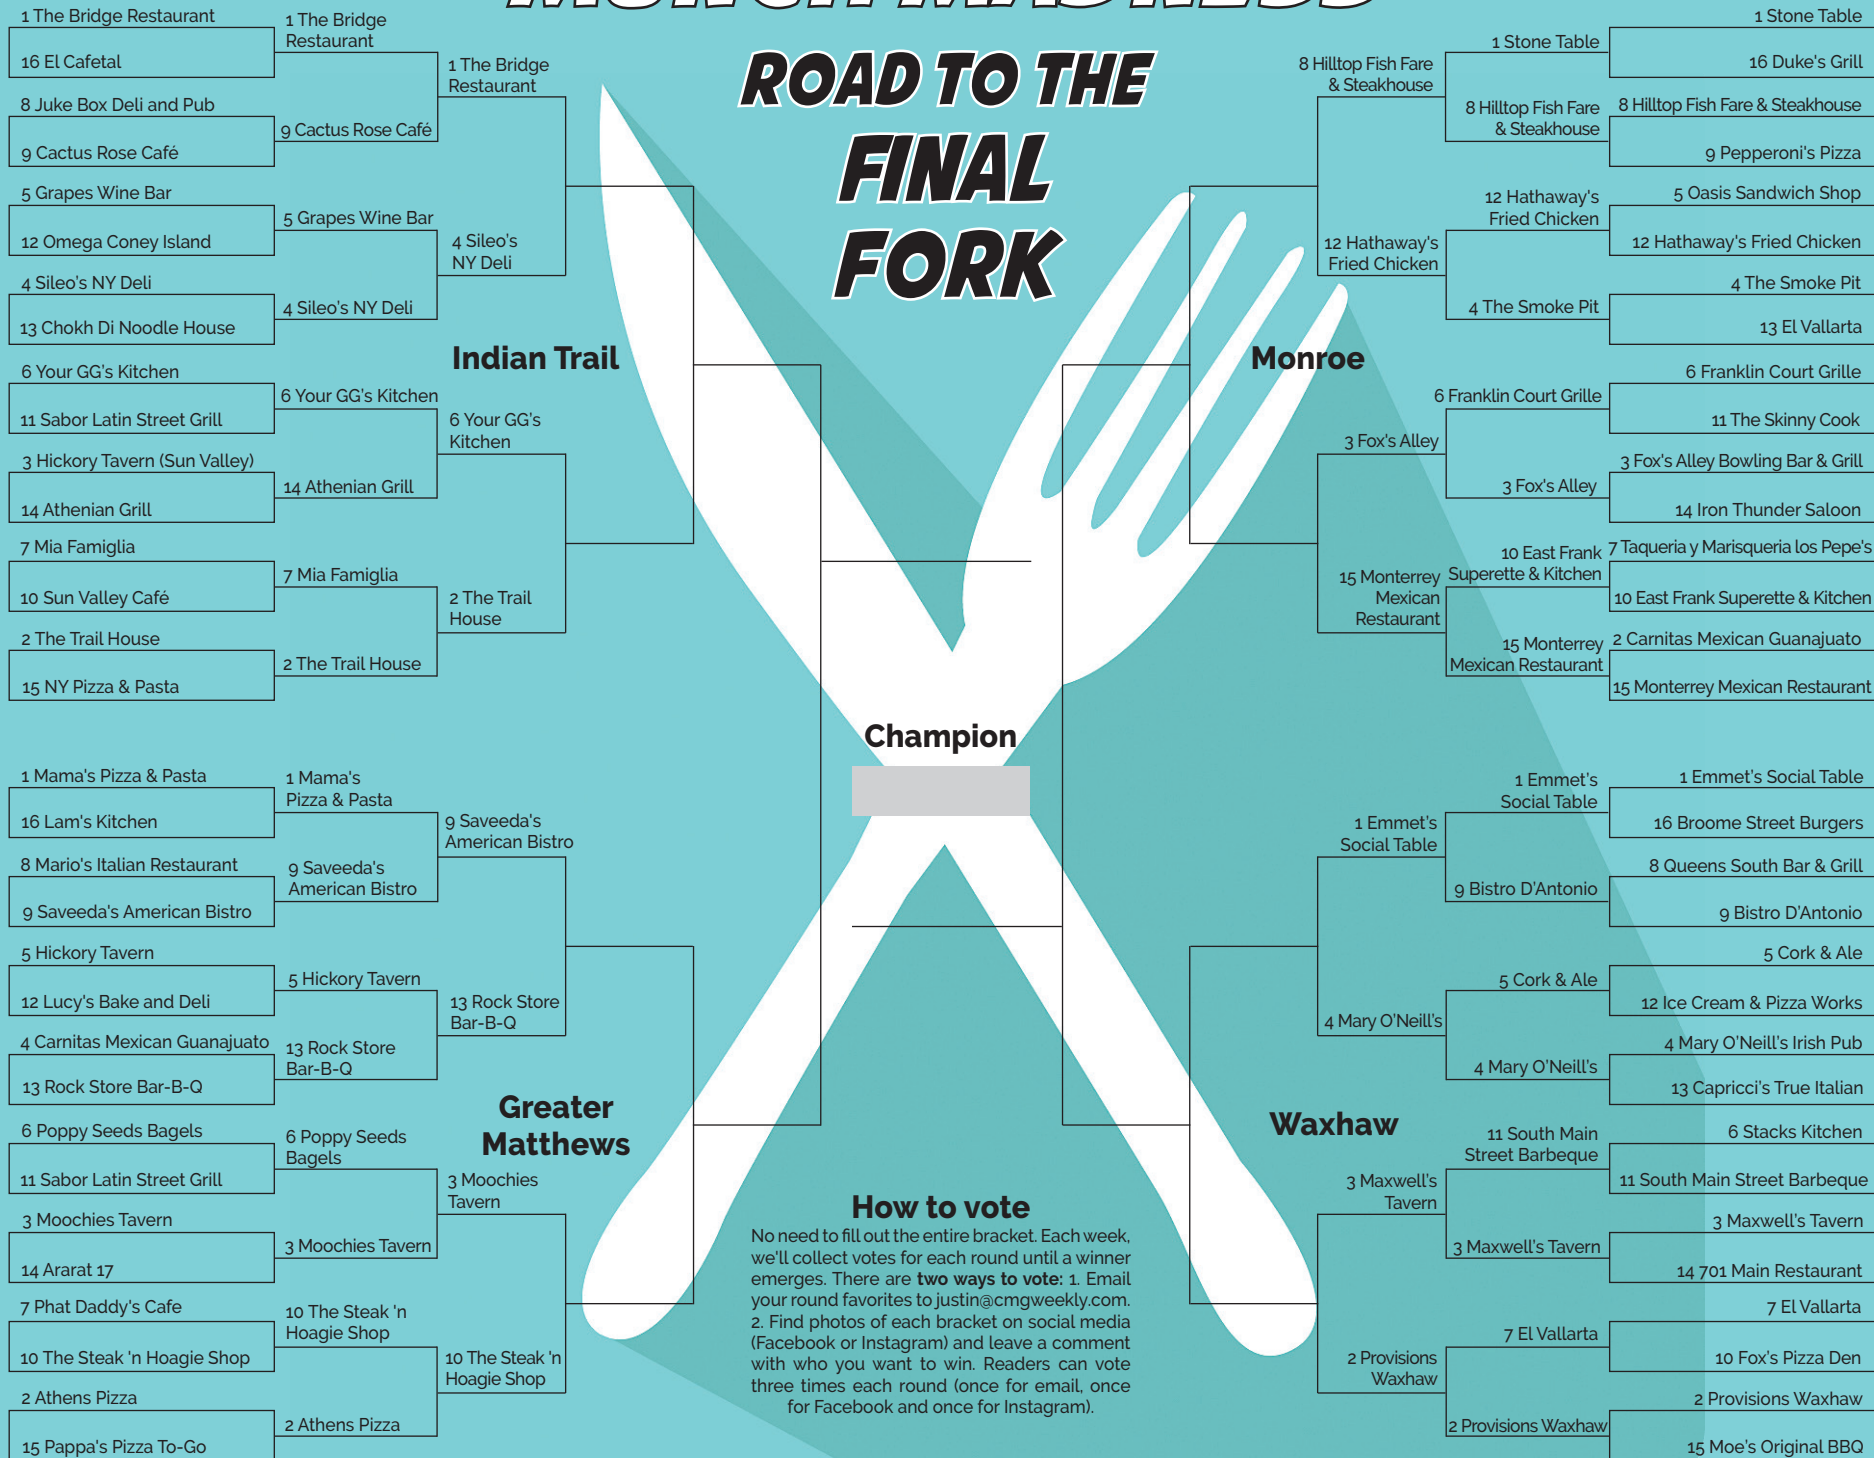 MUNCH MADNESS
ROAD TO THE
FINAL
FORK
1 The Bridge Restaurant
16 El Cafetal
8 Juke Box Deli and Pub
9 Cactus Rose Café
5 Grapes Wine Bar
12 Omega Coney Island
4 Sileo's NY Deli
13 Chokh Di Noodle House
6 Your GG's Kitchen
11 Sabor Latin Street Grill
3 Hickory Tavern (Sun Valley)
14 Athenian Grill
7 Mia Famiglia
10 Sun Valley Café
2 The Trail House
15 NY Pizza & Pasta
1 The Bridge
Restaurant
9 Cactus Rose Café
5 Grapes Wine Bar
4 Sileo's NY Deli
6 Your GG's Kitchen
14 Athenian Grill
7 Mia Famiglia
2 The Trail House
1 The Bridge
Restaurant
4 Sileo's
NY Deli
6 Your GG's
Kitchen
2 The Trail
House
Indian Trail
1 Mama's Pizza & Pasta
16 Lam's Kitchen
8 Mario's Italian Restaurant
9 Saveeda's American Bistro
5 Hickory Tavern
12 Lucy's Bake and Deli
4 Carnitas Mexican Guanajuato
13 Rock Store Bar-B-Q
6 Poppy Seeds Bagels
11 Sabor Latin Street Grill
3 Moochies Tavern
14 Ararat 17
7 Phat Daddy's Cafe
10 The Steak 'n Hoagie Shop
2 Athens Pizza
15 Pappa's Pizza To-Go
1 Mama's
Pizza & Pasta
9 Saveeda's
American Bistro
5 Hickory Tavern
13 Rock Store
Bar-B-Q
6 Poppy Seeds
Bagels
3 Moochies Tavern
10 The Steak 'n
Hoagie Shop
2 Athens Pizza
9 Saveeda's
American Bistro
13 Rock Store
Bar-B-Q
3 Moochies
Tavern
10 The Steak 'n
Hoagie Shop
Greater
Matthews
Champion
How to vote
No need to fill out the entire bracket. Each week,
we'll collect votes for each round until a winner
emerges. There are two ways to vote: 1. Email
your round favorites to justin@cmgweekly.com.
2. Find photos of each bracket on social media
(Facebook or Instagram) and leave a comment
with who you want to win. Readers can vote
three times each round (once for email, once
for Facebook and once for Instagram).
8 Hilltop Fish Fare
& Steakhouse
12 Hathaway's
Fried Chicken
3 Fox's Alley
15 Monterrey
Mexican
Restaurant
Monroe
1 Stone Table
8 Hilltop Fish Fare
& Steakhouse
12 Hathaway's
Fried Chicken
4 The Smoke Pit
6 Franklin Court Grille
3 Fox's Alley
10 East Frank
Superette & Kitchen
15 Monterrey
Mexican Restaurant
1 Stone Table
16 Duke's Grill
8 Hilltop Fish Fare & Steakhouse
9 Pepperoni's Pizza
5 Oasis Sandwich Shop
12 Hathaway's Fried Chicken
4 The Smoke Pit
13 El Vallarta
6 Franklin Court Grille
11 The Skinny Cook
3 Fox's Alley Bowling Bar & Grill
14 Iron Thunder Saloon
7 Taqueria y Marisqueria los Pepe's
10 East Frank Superette & Kitchen
2 Carnitas Mexican Guanajuato
15 Monterrey Mexican Restaurant
1 Emmet's
Social Table
4 Mary O'Neill's
3 Maxwell's
Tavern
2 Provisions
Waxhaw
Waxhaw
1 Emmet's
Social Table
9 Bistro D'Antonio
5 Cork & Ale
4 Mary O'Neill's
11 South Main
Street Barbeque
3 Maxwell's Tavern
7 El Vallarta
2 Provisions Waxhaw
1 Emmet's Social Table
16 Broome Street Burgers
8 Queens South Bar & Grill
9 Bistro D'Antonio
5 Cork & Ale
12 Ice Cream & Pizza Works
4 Mary O'Neill's Irish Pub
13 Capricci's True Italian
6 Stacks Kitchen
11 South Main Street Barbeque
3 Maxwell's Tavern
14 701 Main Restaurant
7 El Vallarta
10 Fox's Pizza Den
2 Provisions Waxhaw
15 Moe's Original BBQ